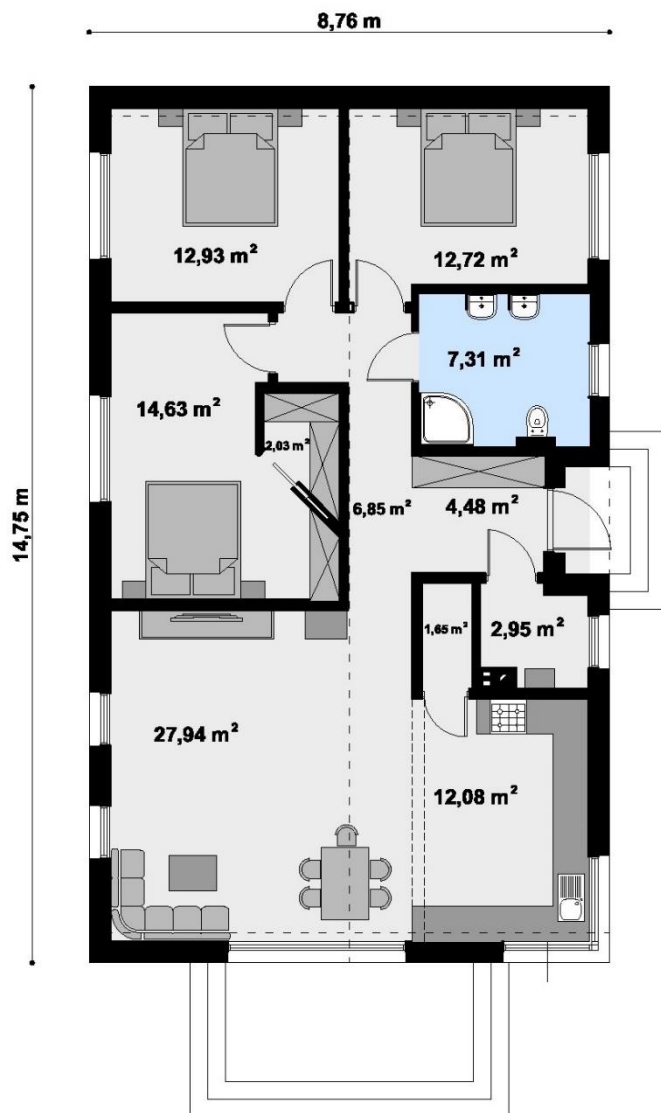 8,76 m
12,93 m²
12,72 m²
7,31 m²
14,63 m²
2,03 m²
14,75 m
6,85 m²
4,48 m²
1,65 m²
2,95 m²
27,94 m²
12,08 m²